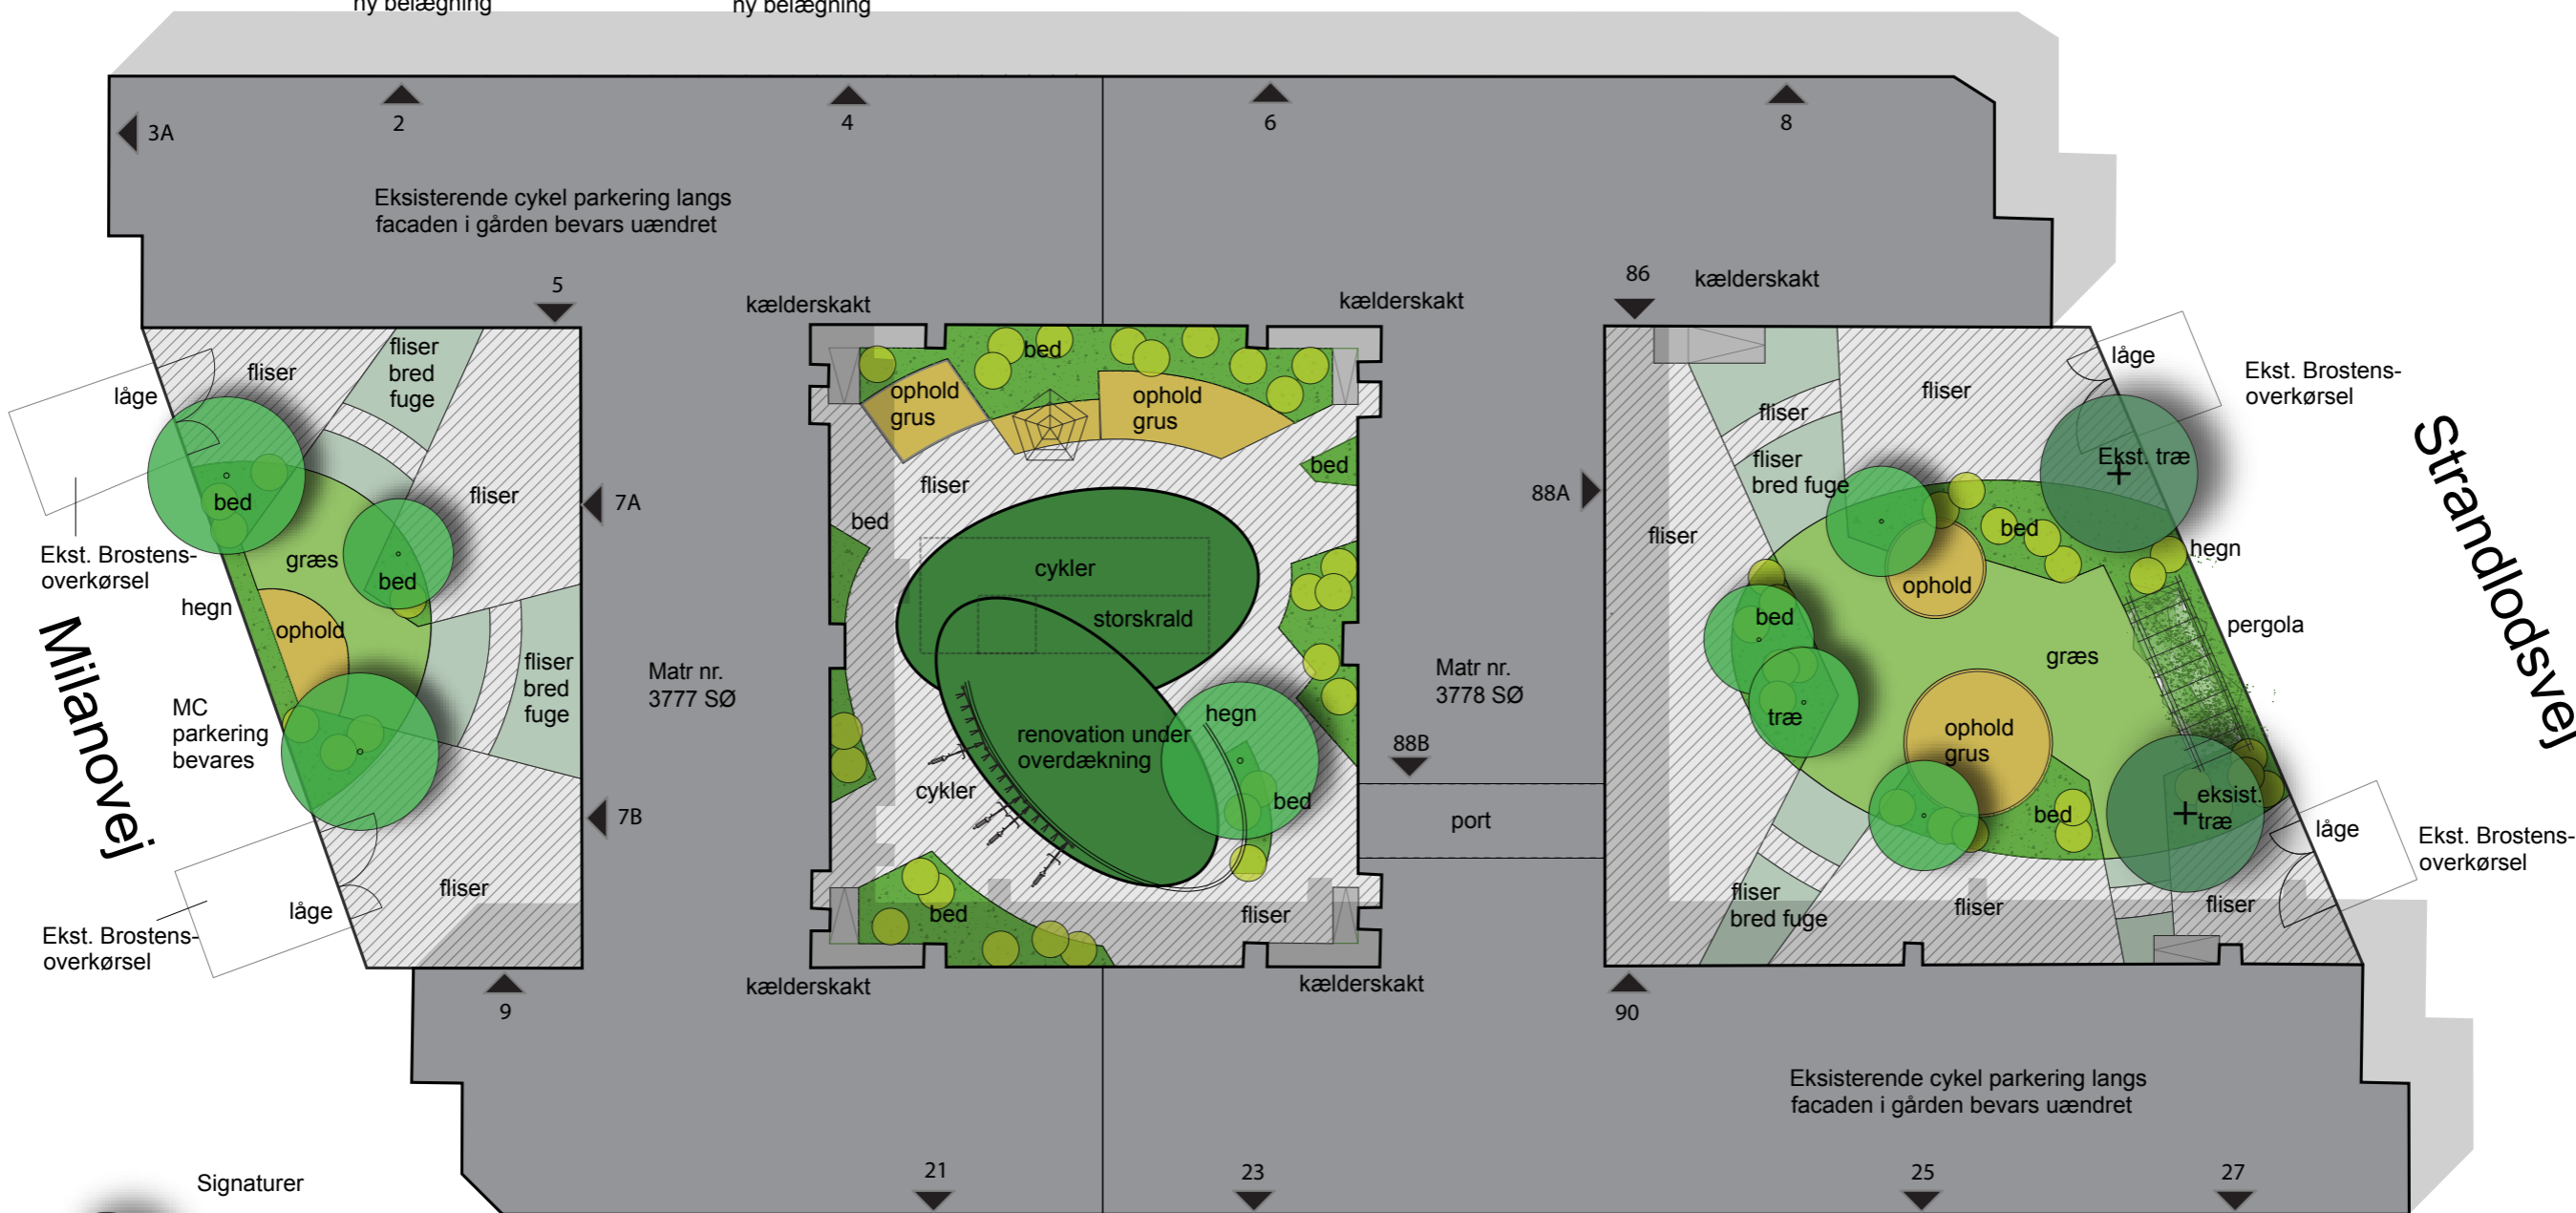 ny belægning
ny belægning
3A
2
4
6
8
Eksisterende cykel parkering langs
facaden i gården bevars uændret
5
kælderskakt
kælderskakt
86
kælderskakt
låge
fliser
fliser
bred
fuge
bed
fliser
7A
græs
bed
Ekst. Brostens-
overkørsel
hegn
ophold
Milanovej
MC
parkering
bevares
fliser
bred
fuge
7B
låge
fliser
Ekst. Brostens-
overkørsel
9
Matr nr.
3777 SØ
bed
ophold
grus
ophold
grus
bed
fliser
bed
cykler
storskrald
hegn
renovation under
overdækning
cykler
bed
bed
fliser
kælderskakt
kælderskakt
Matr nr.
3778 SØ
88A
88B
port
90
fliser
fliser
låge
Ekst. Brostens-
overkørsel
fliser
bred fuge
Ekst. træ
fliser
bed
hegn
ophold
bed
træ
græs
pergola
Strandlodsvej
ophold
grus
bed
eksist.
træ
låge
Ekst. Brostens-
overkørsel
fliser
bred fuge
fliser
fliser
Eksisterende cykel parkering langs
facaden i gården bevars uændret
21
23
25
27
Signaturer